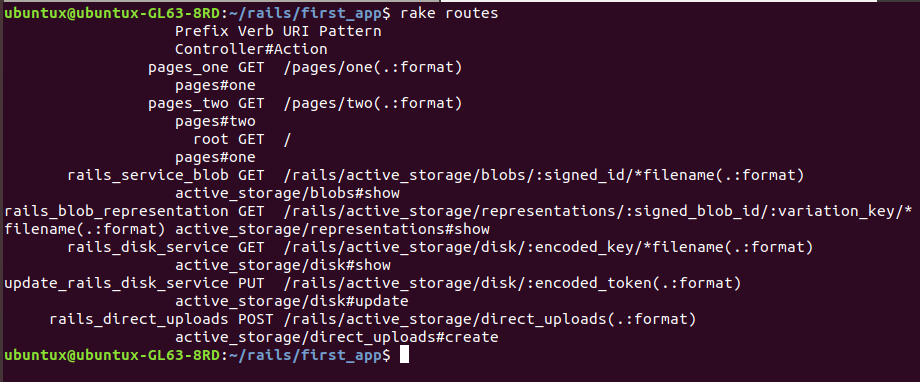 ubuntux@ubuntux-GL63-8RD:~/rails/first_app$ rake routes
Prefix Verb URI Pattern
Controller#Action
pages_one GET  /pages/one(.:format)
pages#one
pages_two GET  /pages/two(.:format)
pages#two
root GET  /
pages#one
rails_service_blob GET  /rails/active_storage/blobs/:signed_id/*filename(.:format)
active_storage/blobs#show
rails_blob_representation GET  /rails/active_storage/representations/:signed_blob_id/:variation_key/*
filename(.:format) active_storage/representations#show
rails_disk_service GET  /rails/active_storage/disk/:encoded_key/*filename(.:format)
active_storage/disk#show
update_rails_disk_service PUT  /rails/active_storage/disk/:encoded_token(.:format)
active_storage/disk#update
rails_direct_uploads POST /rails/active_storage/direct_uploads(.:format)
active_storage/direct_uploads#create
ubuntux@ubuntux-GL63-8RD:~/rails/first_app$